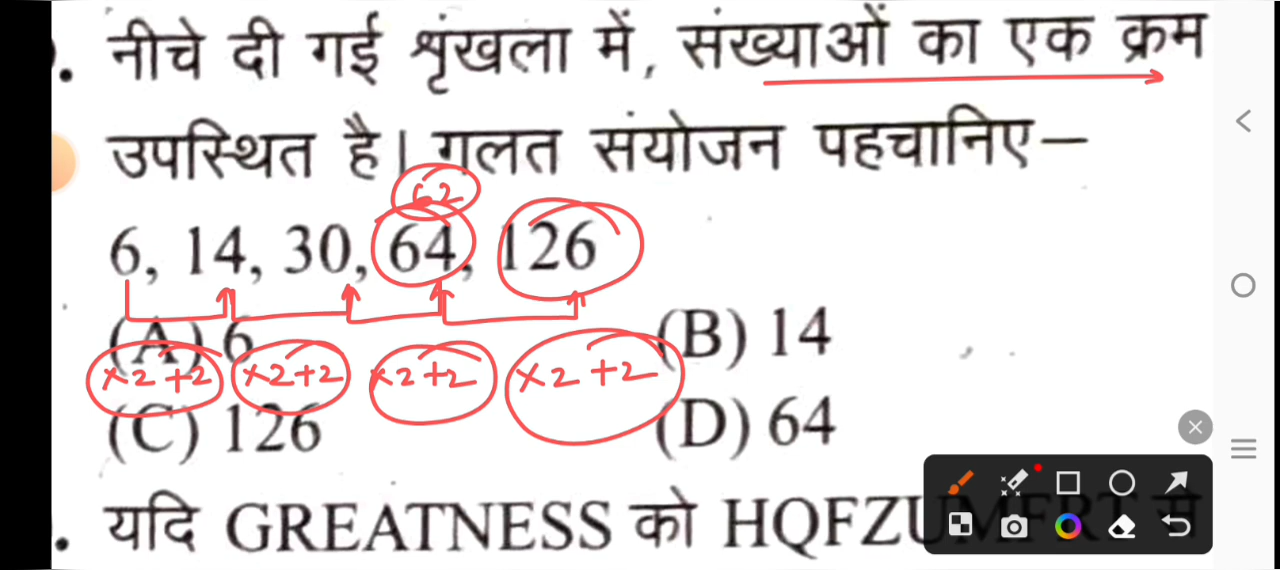 . नीचे दी गई शृंखला में, संख्याओं का एक क्रम
उपस्थित है। गलत संयोजन पहचानिए–
62
6, 14, 30, 64, 126
(A) 6 (B) 14
×2+2 ×2+2 ×2+2 ×2+2
(C) 126 (D) 64
. यदि GREATNESS को HQFZUMFRT से